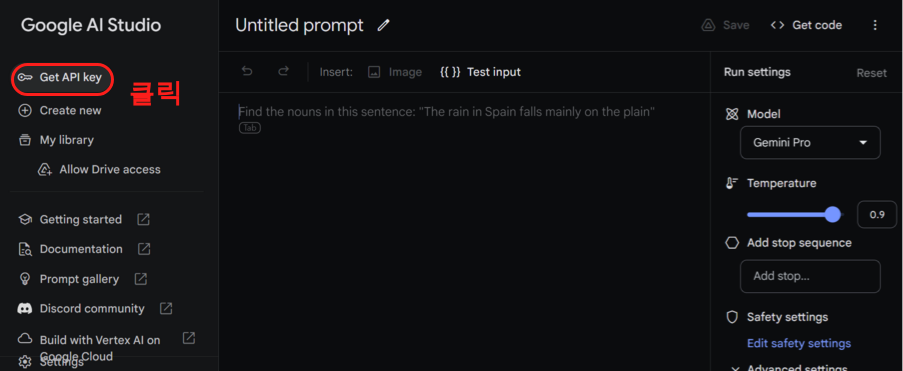 Google AI Studio
Get API key
클릭
Create new
My library
Allow Drive access
Getting started
Documentation
Prompt gallery
Discord community
Build with Vertex AI on
Google Cloud
Settings
Untitled prompt
Save
Get code
Insert:
Image
{{ }} Test input
Find the nouns in this sentence: "The rain in Spain falls mainly on the plain"
Tab
Run settings
Reset
Model
Gemini Pro
Temperature
0.9
Add stop sequence
Add stop...
Safety settings
Edit safety settings
Advanced settings